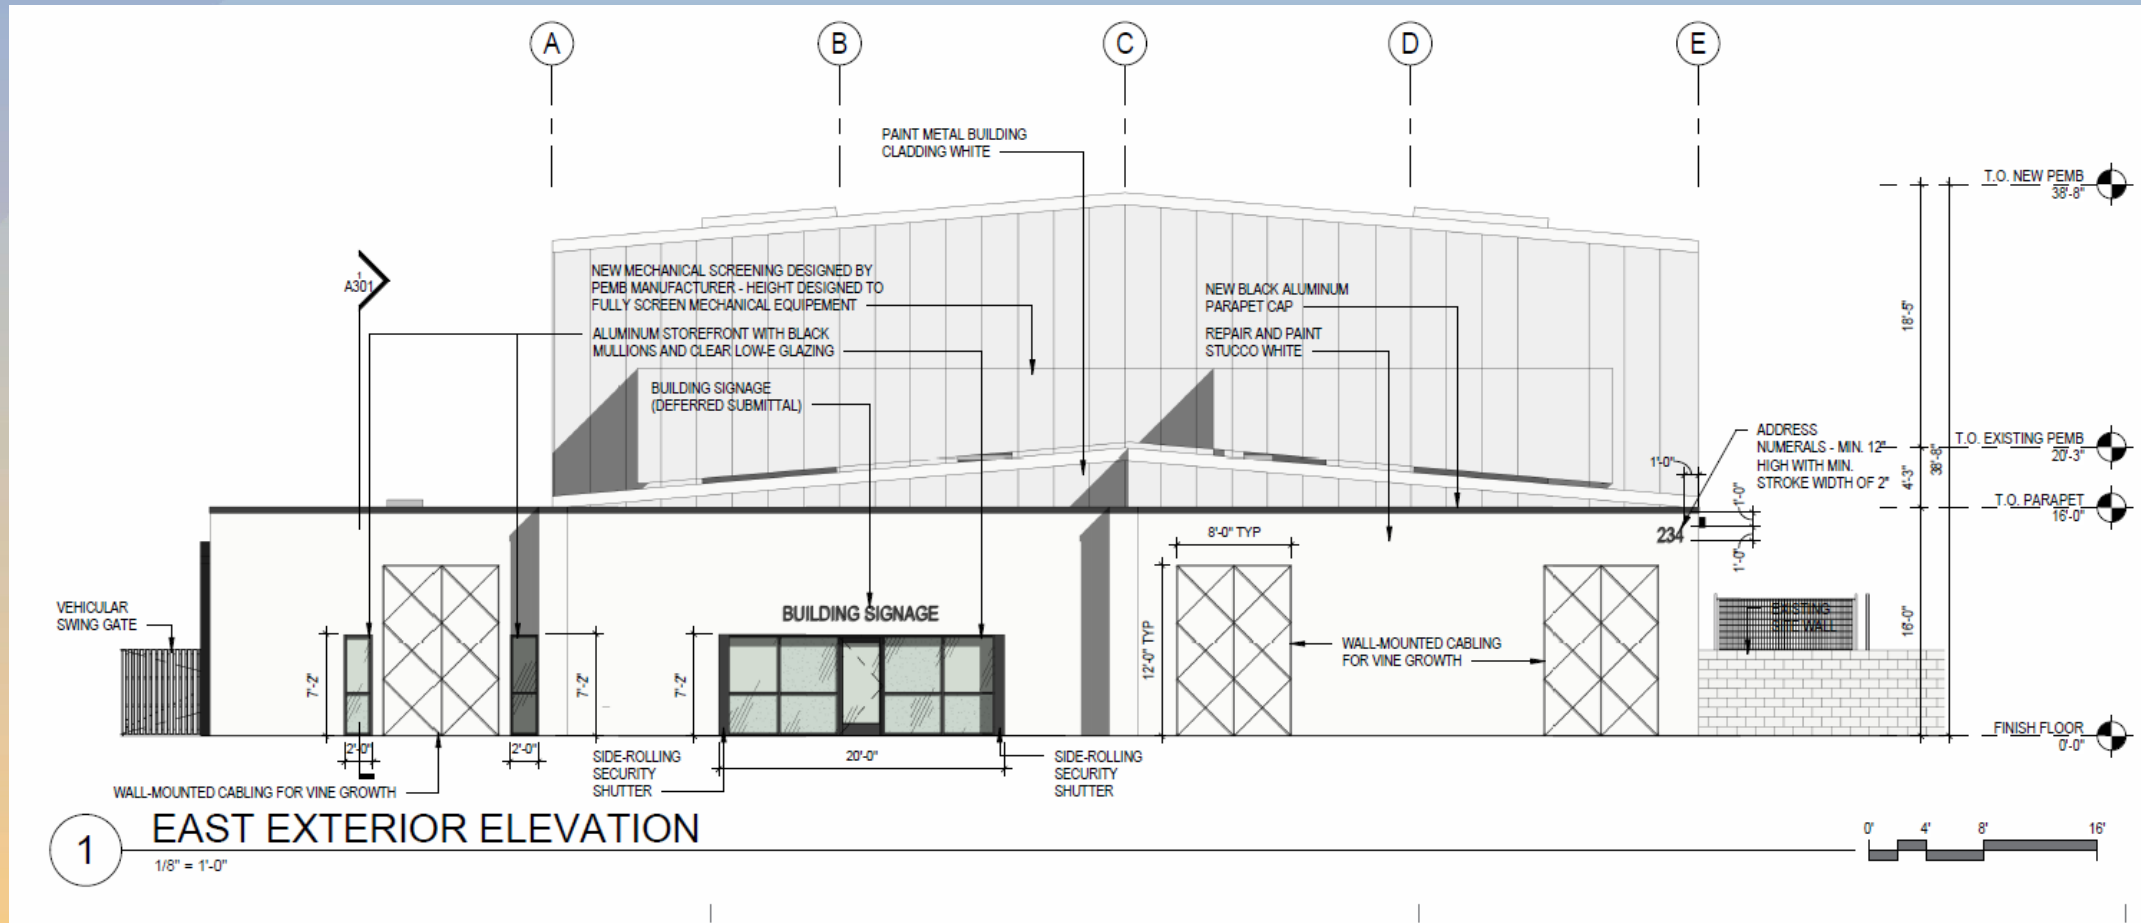 A
B
C
D
E
PAINT METAL BUILDING
CLADDING WHITE
T.O. NEW PEMB
38'-8"
1
A301
NEW MECHANICAL SCREENING DESIGNED BY
PEMB MANUFACTURER - HEIGHT DESIGNED TO
FULLY SCREEN MECHANICAL EQUIPEMENT
ALUMINUM STOREFRONT WITH BLACK
MULLIONS AND CLEAR LOW-E GLAZING
BUILDING SIGNAGE
(DEFERRED SUBMITTAL)
NEW BLACK ALUMINUM
PARAPET CAP
REPAIR AND PAINT
STUCCO WHITE
18'-5"
ADDRESS
NUMERALS - MIN. 12"
HIGH WITH MIN.
STROKE WIDTH OF 2"
T.O. EXISTING PEMB
20'-3"
38'-8"
4'-3"
1'-0"
1'-0"
1'-0"
T.O. PARAPET
16'-0"
234
8'-0" TYP
12'-0" TYP
VEHICULAR
SWING GATE
BUILDING SIGNAGE
EXISTING
SITE WALL
16'-0"
WALL-MOUNTED CABLING
FOR VINE GROWTH
7'-2"
7'-2"
7'-2"
FINISH FLOOR
0'-0"
2'-0"
2'-0"
20'-0"
SIDE-ROLLING
SECURITY
SHUTTER
SIDE-ROLLING
SECURITY
SHUTTER
WALL-MOUNTED CABLING FOR VINE GROWTH
1
EAST EXTERIOR ELEVATION
1/8" = 1'-0"
0'
4'
8'
16'